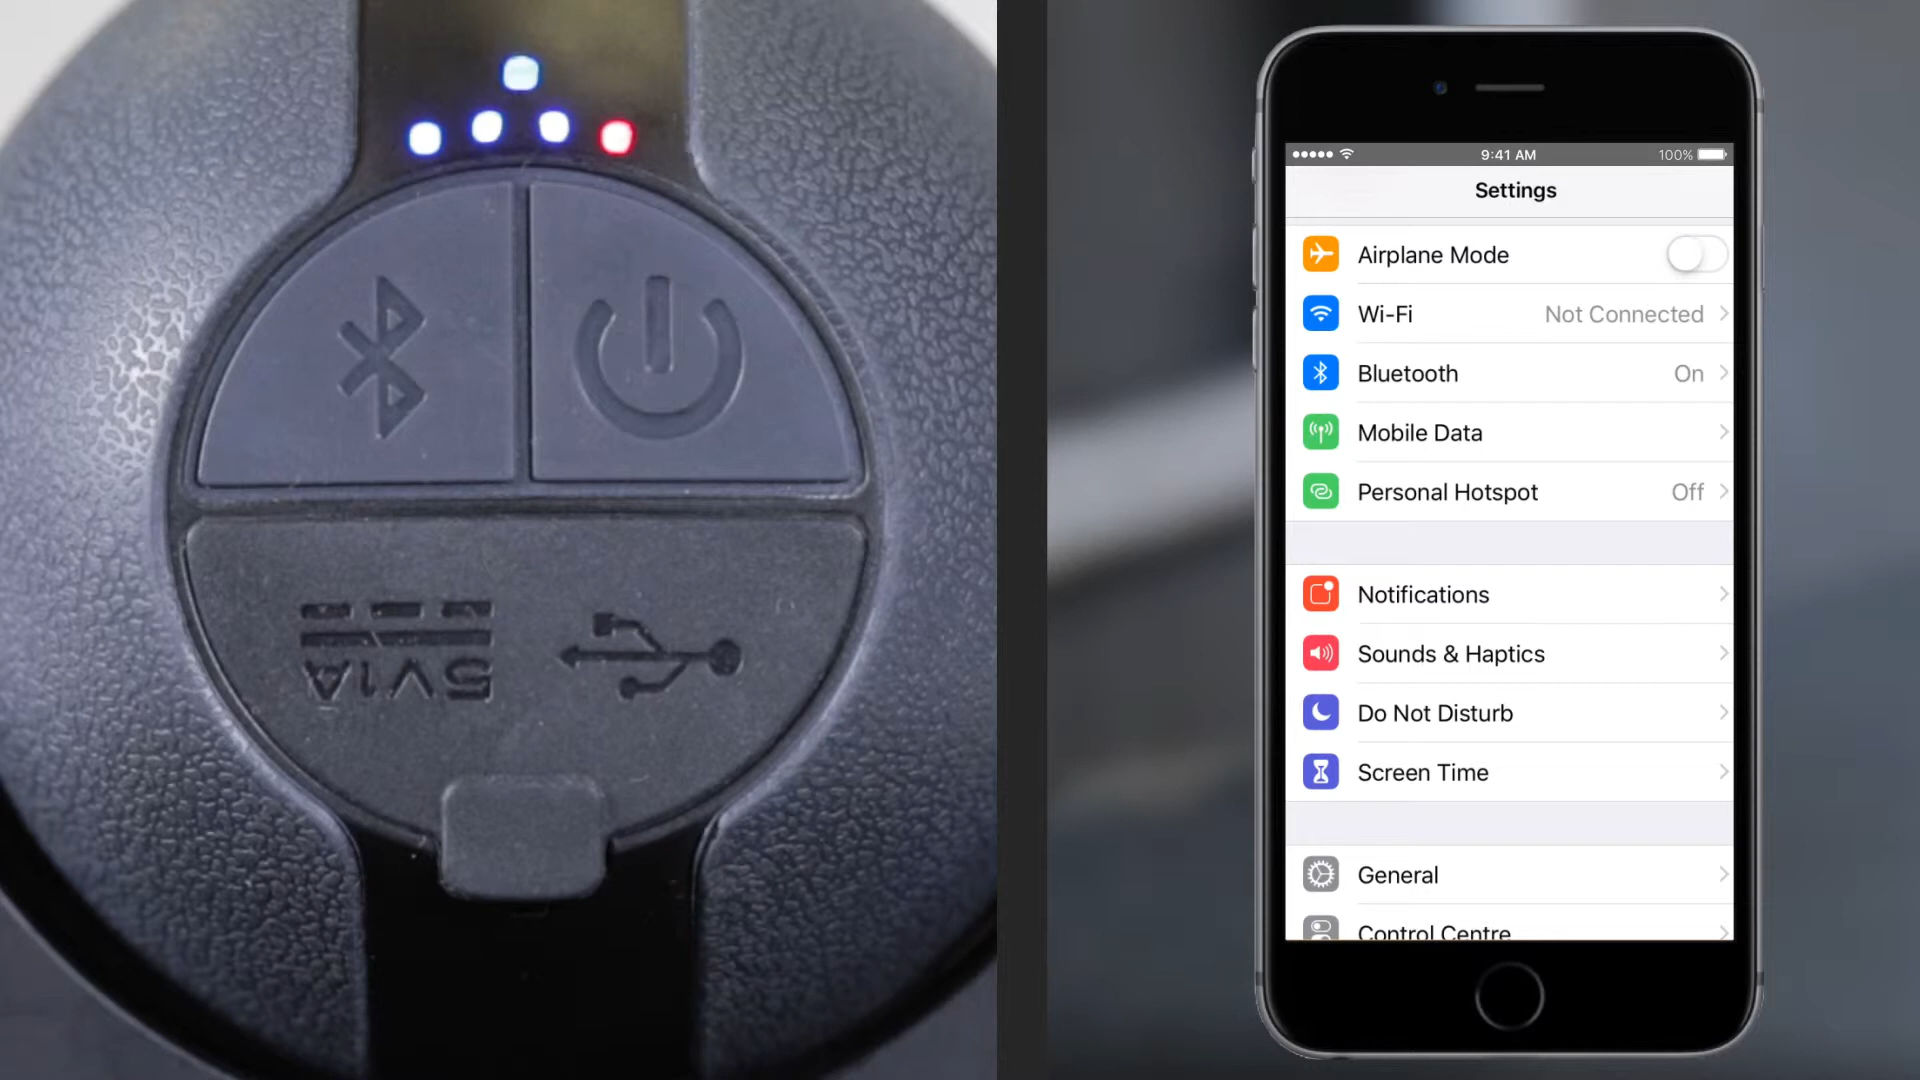 5V1A
9:41 AM
100%
Settings
Airplane Mode
Wi-Fi Not Connected
Bluetooth On
Mobile Data
Personal Hotspot Off
Notifications
Sounds & Haptics
Do Not Disturb
Screen Time
General
Control Centre